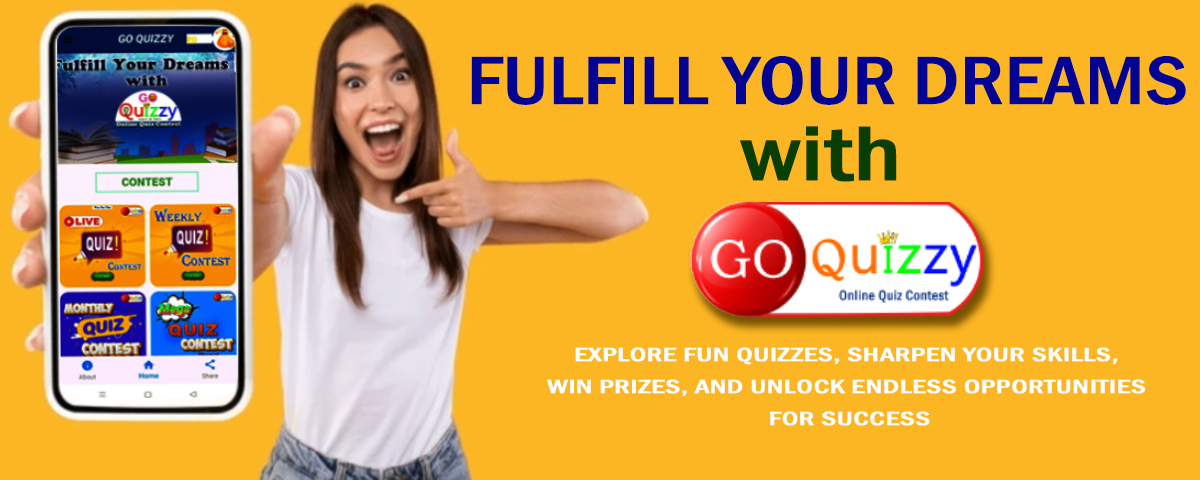 GO QUIZZY
Fulfill Your Dreams
with
GO
Quizzy
Online Quiz Contest
CONTEST
LIVE
QUIZ!
CONTEST
WEEKLY
QUIZ!
CONTEST
MONTHLY
QUIZ
CONTEST
Mega
QUIZ
CONTEST
About
Home
Share
FULFILL YOUR DREAMS
with
GO Quizzy
Online Quiz Contest
EXPLORE FUN QUIZZES, SHARPEN YOUR SKILLS,
WIN PRIZES, AND UNLOCK ENDLESS OPPORTUNITIES
FOR SUCCESS